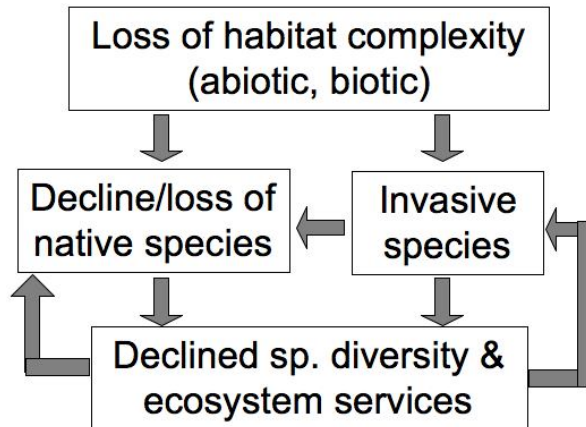 Loss of habitat complexity
(abiotic, biotic)
Decline/loss of
native species
Invasive
species
Declined sp. diversity &
ecosystem services